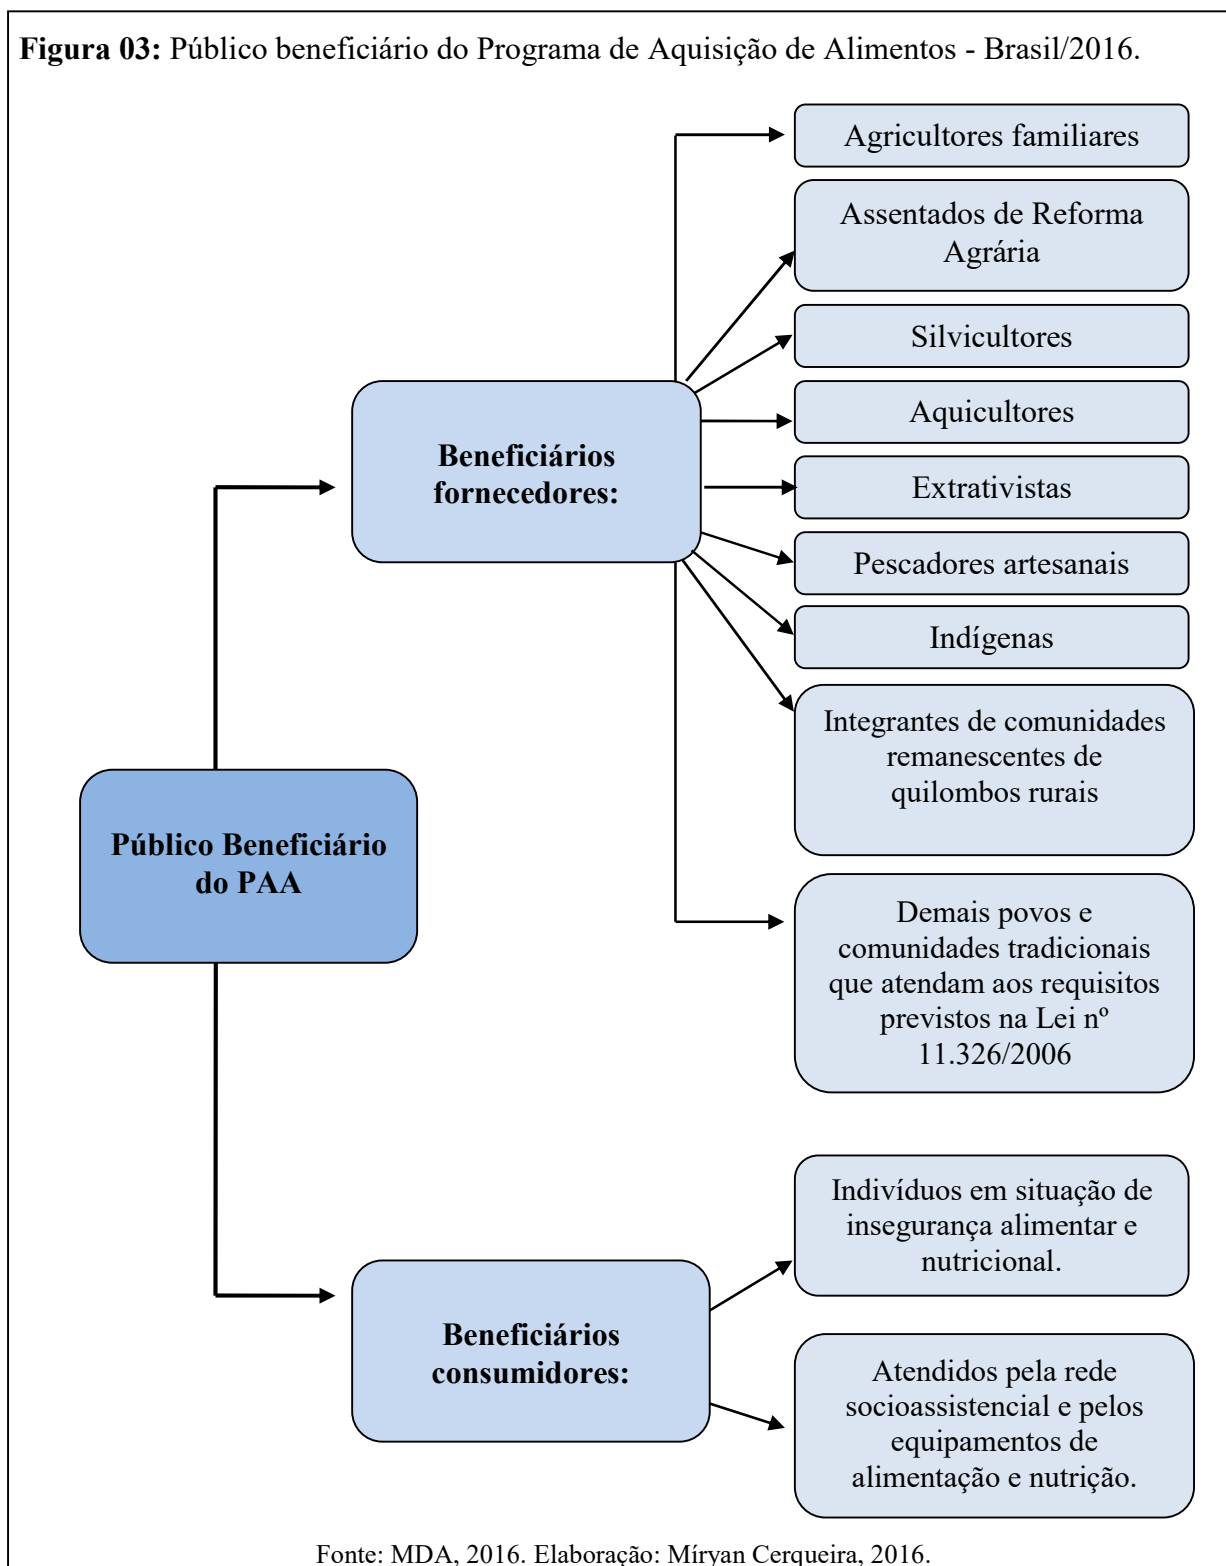 Figura 03: Público beneficiário do Programa de Aquisição de Alimentos - Brasil/2016.
Agricultores familiares
Assentados de Reforma
Agrária
Silvicultores
Aquicultores
Beneficiários
fornecedores:
Extrativistas
Pescadores artesanais
Indígenas
Integrantes de comunidades
remanescentes de
quilombos rurais
Público Beneficiário
do PAA
Demais povos e
comunidades tradicionais
que atendam aos requisitos
previstos na Lei nº
11.326/2006
Indivíduos em situação de
insegurança alimentar e
nutricional.
Beneficiários
consumidores:
Atendidos pela rede
socioassistencial e pelos
equipamentos de
alimentação e nutrição.
Fonte: MDA, 2016. Elaboração: Míryan Cerqueira, 2016.